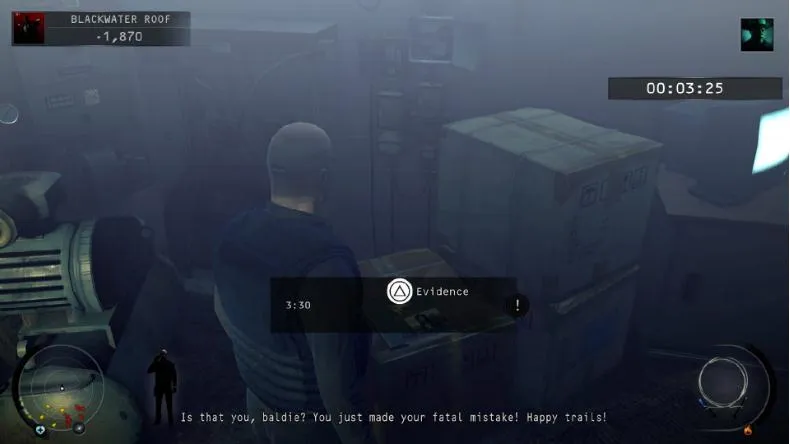 BLACKWATER ROOF
-1,870
00:03:25
Evidence
3:30
!
Is that you, baldie? You just made your fatal mistake! Happy trails!